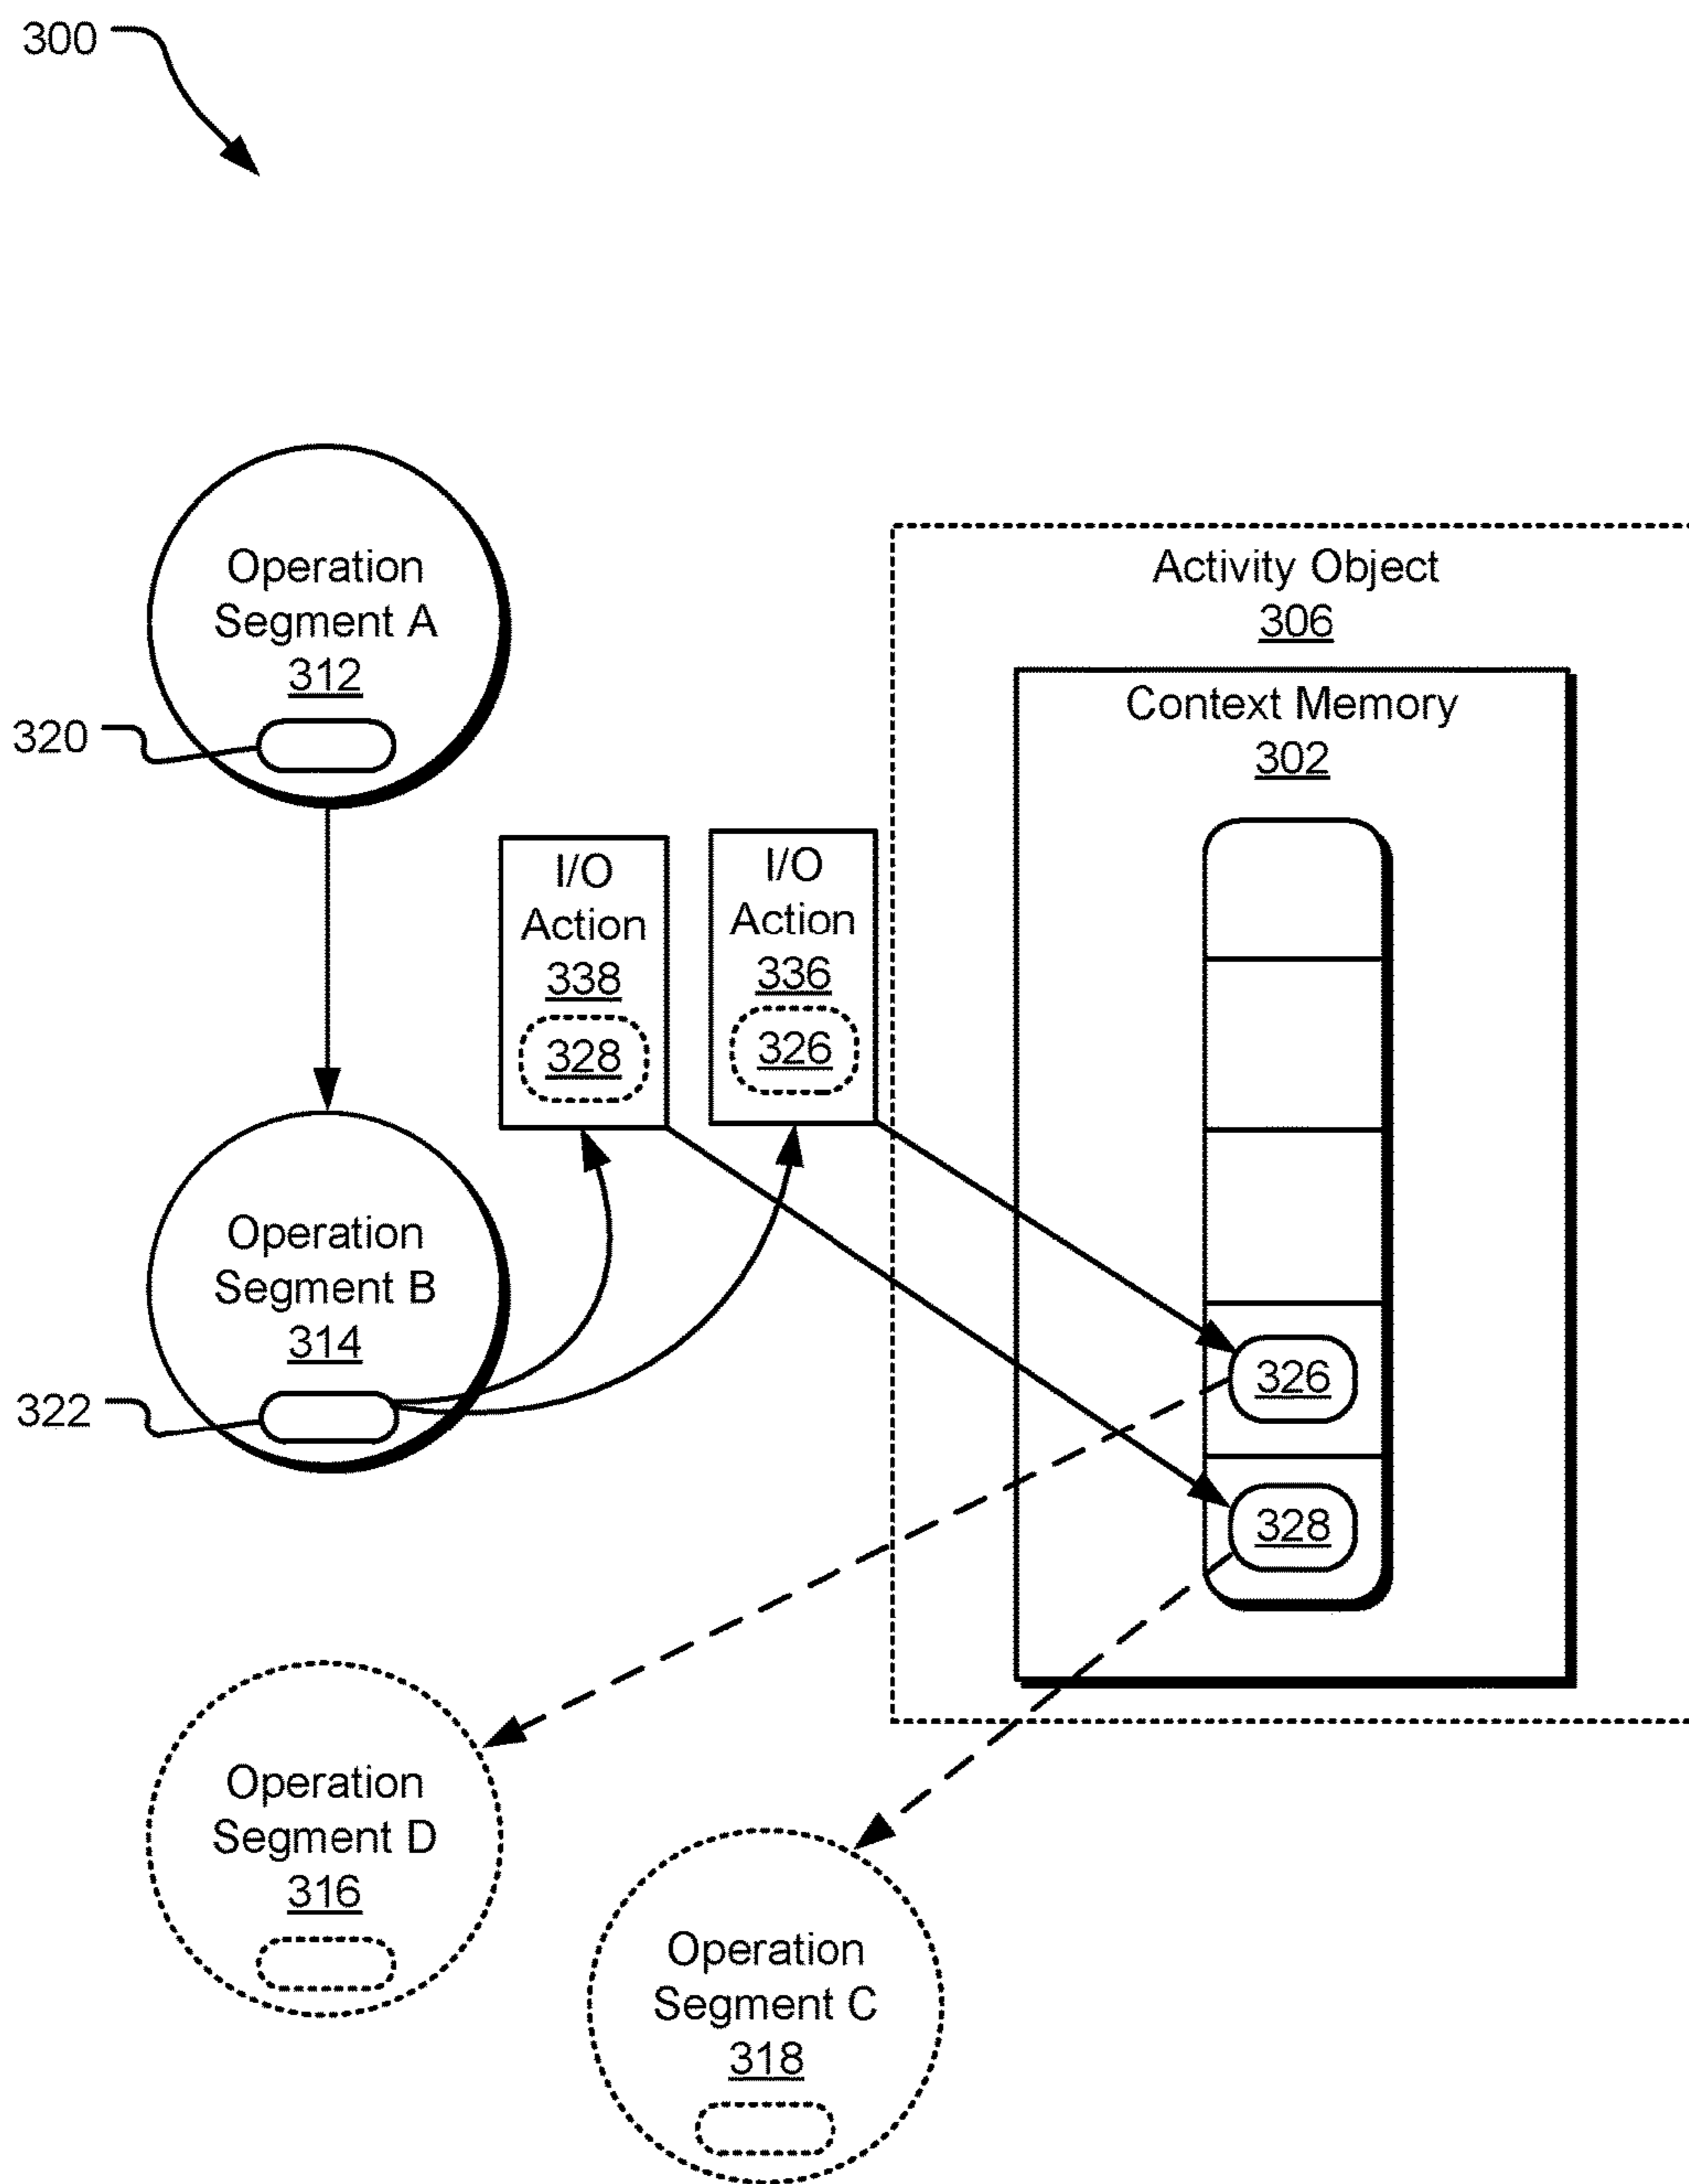 300
Operation
Segment A
312
320
Activity Object
306
Context Memory
302
I/O
Action
338
328
I/O
Action
336
326
Operation
Segment B
314
322
326
328
Operation
Segment D
316
Operation
Segment C
318